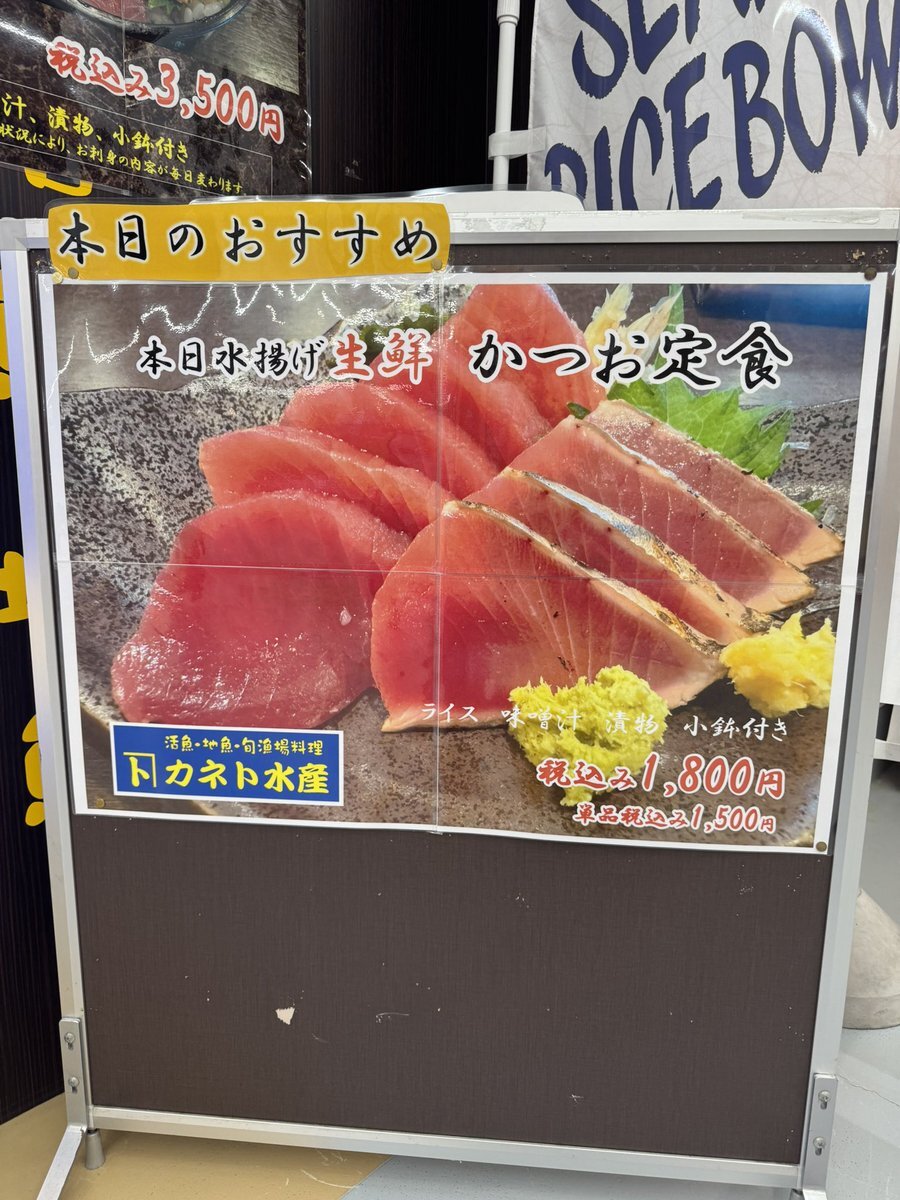 税込み3,500円
汁、漬物、小鉢付き
状況により、お刺身の内容が毎日変わります
RICE BOW
本日のおすすめ
本日水揚げ生鮮 かつお定食
ライス 味噌汁 漬物 小鉢付き
活魚・地魚・旬漁場料理
カネト水産
税込み1,800円
単品税込み1,500円